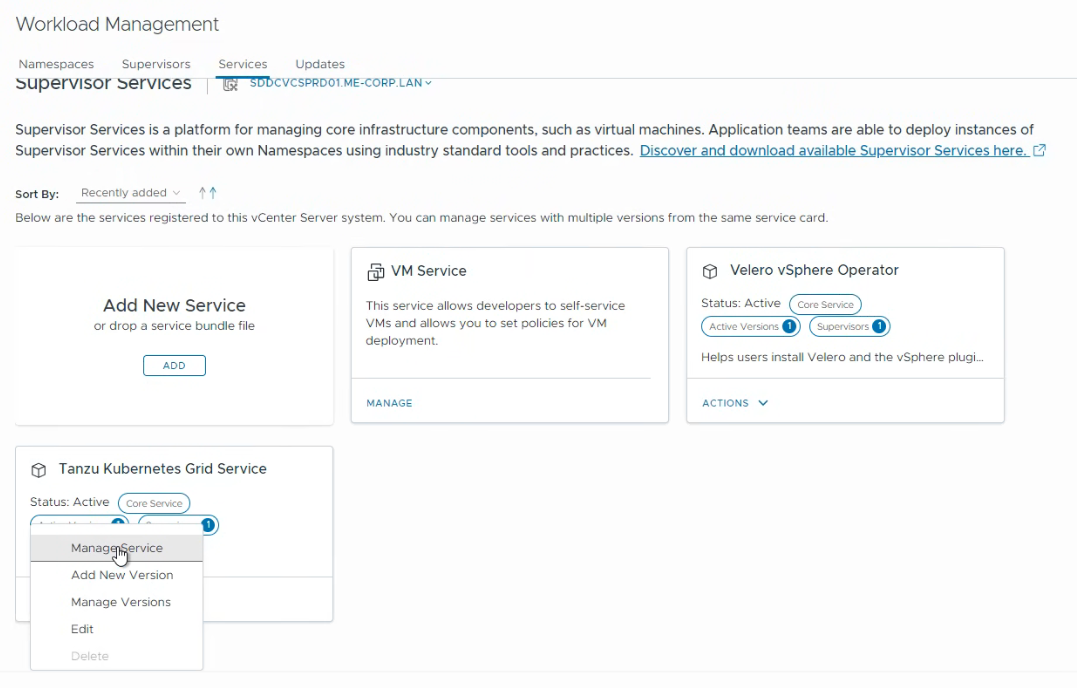 Workload Management
Namespaces Supervisors Services Updates
Supervisor Services SDDCVCSPRD01.ME-CORP.LAN
Supervisor Services is a platform for managing core infrastructure components, such as virtual machines. Application teams are able to deploy instances of
Supervisor Services within their own Namespaces using industry standard tools and practices. Discover and download available Supervisor Services here.
Sort By: Recently added
Below are the services registered to this vCenter Server system. You can manage services with multiple versions from the same service card.
Add New Service
or drop a service bundle file
ADD
VM Service
This service allows developers to self-service
VMs and allows you to set policies for VM
deployment.
MANAGE
Velero vSphere Operator
Status: Active Core Service
Active Versions 1 Supervisors 1
Helps users install Velero and the vSphere plugi...
ACTIONS
Tanzu Kubernetes Grid Service
Status: Active Core Service
1
Manage Service
Add New Version
Manage Versions
Edit
Delete